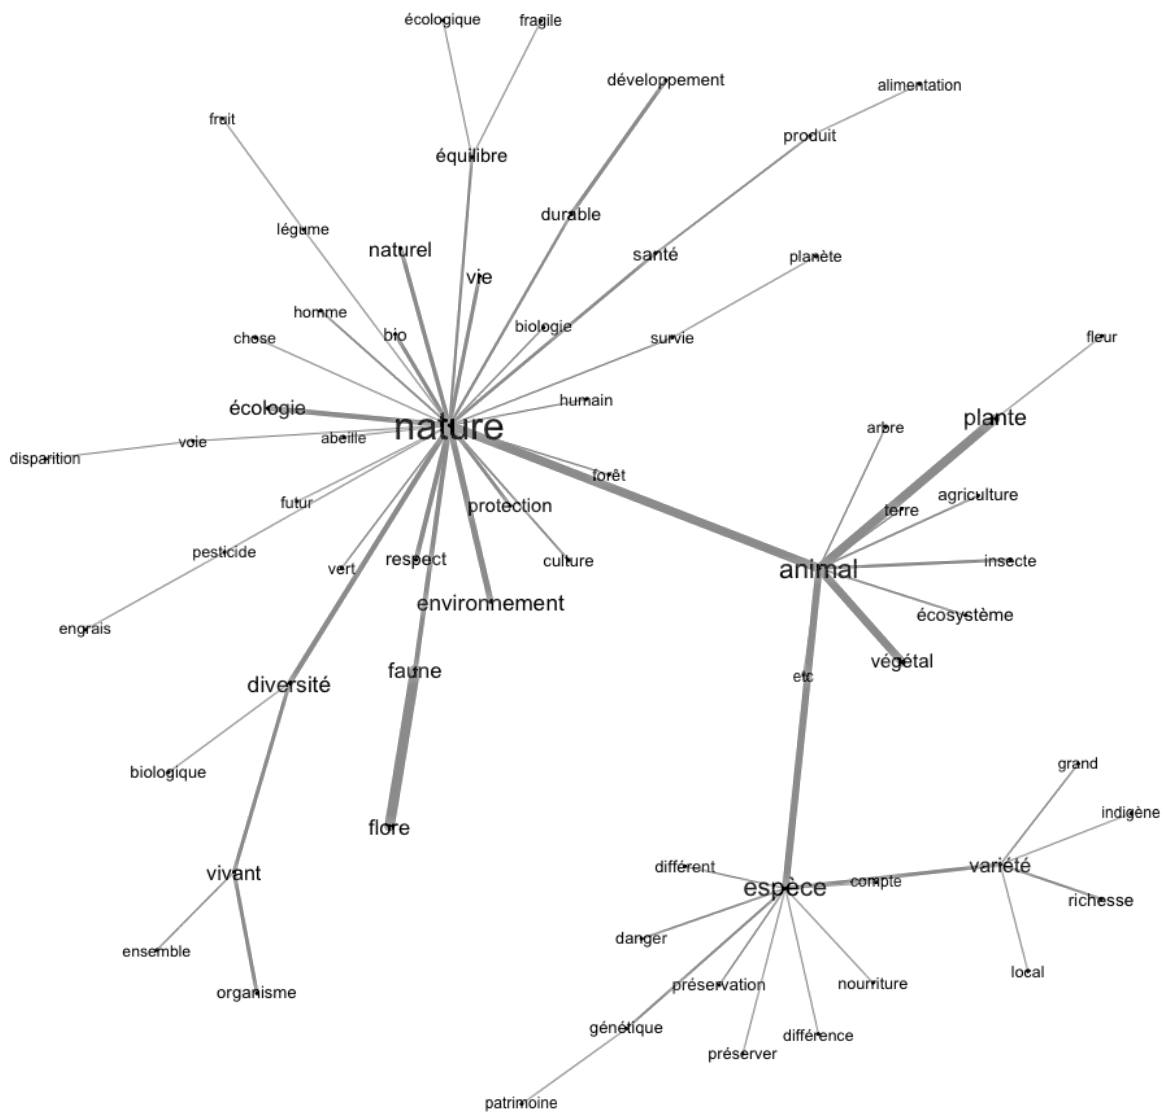 écologique
fragile
développement
alimentation
fruit
produit
équilibre
durable
légume
naturel
santé
planète
vie
homme
bio
biologie
chose
survie
fleur
humain
écologie
nature
plante
arbre
voie
abeille
disparition
forêt
agriculture
futur
protection
terre
pesticide
respect
vert
culture
insecte
animal
environnement
écosystème
engrais
végétal
faune
etc
diversité
biologique
grand
indigène
flore
différent
variété
vivant
compte
espèce
richesse
danger
ensemble
local
préservation
nourriture
organisme
génétique
différence
préserver
patrimoine